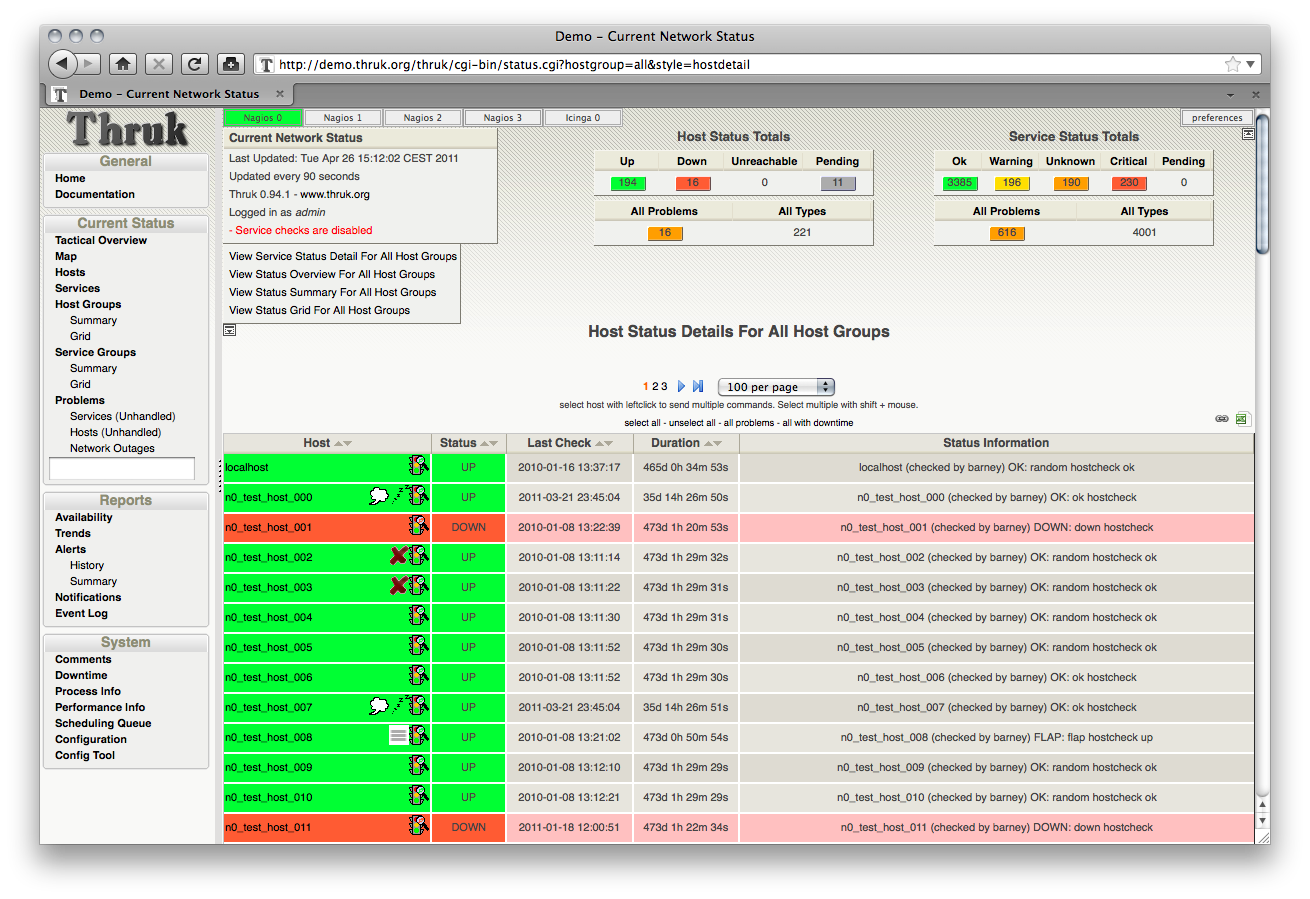 Demo – Current Network Status
T http://demo.thruk.org/thruk/cgi-bin/status.cgi?hostgroup=all&style=hostdetail
T Demo – Current Network Status
Thruk
General
Home
Documentation
Current Status
Tactical Overview
Map
Hosts
Services
Host Groups
Summary
Grid
Service Groups
Summary
Grid
Problems
Services (Unhandled)
Hosts (Unhandled)
Network Outages
Reports
Availability
Trends
Alerts
History
Summary
Notifications
Event Log
System
Comments
Downtime
Process Info
Performance Info
Scheduling Queue
Configuration
Config Tool
Nagios 0 Nagios 1 Nagios 2 Nagios 3 Icinga 0 preferences
Current Network Status
Last Updated: Tue Apr 26 15:12:02 CEST 2011
Updated every 90 seconds
Thruk 0.94.1 - www.thruk.org
Logged in as admin
- Service checks are disabled
View Service Status Detail For All Host Groups
View Status Overview For All Host Groups
View Status Summary For All Host Groups
View Status Grid For All Host Groups
Host Status Totals
Up Down Unreachable Pending
194 16 0 11
All Problems All Types
16 221
Service Status Totals
Ok Warning Unknown Critical Pending
3385 196 190 230 0
All Problems All Types
616 4001
Host Status Details For All Host Groups
1 2 3 100 per page
select host with leftclick to send multiple commands. Select multiple with shift + mouse.
select all - unselect all - all problems - all with downtime
Host Status Last Check Duration Status Information
localhost UP 2010-01-16 13:37:17 465d 0h 34m 53s localhost (checked by barney) OK: random hostcheck ok
n0_test_host_000 UP 2011-03-21 23:45:04 35d 14h 26m 50s n0_test_host_000 (checked by barney) OK: ok hostcheck
n0_test_host_001 DOWN 2010-01-08 13:22:39 473d 1h 20m 53s n0_test_host_001 (checked by barney) DOWN: down hostcheck
n0_test_host_002 UP 2010-01-08 13:11:14 473d 1h 29m 32s n0_test_host_002 (checked by barney) OK: random hostcheck ok
n0_test_host_003 UP 2010-01-08 13:11:22 473d 1h 29m 31s n0_test_host_003 (checked by barney) OK: random hostcheck ok
n0_test_host_004 UP 2010-01-08 13:11:30 473d 1h 29m 31s n0_test_host_004 (checked by barney) OK: random hostcheck ok
n0_test_host_005 UP 2010-01-08 13:11:52 473d 1h 29m 30s n0_test_host_005 (checked by barney) OK: random hostcheck ok
n0_test_host_006 UP 2010-01-08 13:11:52 473d 1h 29m 30s n0_test_host_006 (checked by barney) OK: random hostcheck ok
n0_test_host_007 UP 2011-03-21 23:45:04 35d 14h 26m 51s n0_test_host_007 (checked by barney) OK: ok hostcheck
n0_test_host_008 UP 2010-01-08 13:21:02 473d 0h 50m 54s n0_test_host_008 (checked by barney) FLAP: flap hostcheck up
n0_test_host_009 UP 2010-01-08 13:12:10 473d 1h 29m 29s n0_test_host_009 (checked by barney) OK: random hostcheck ok
n0_test_host_010 UP 2010-01-08 13:12:21 473d 1h 29m 29s n0_test_host_010 (checked by barney) OK: random hostcheck ok
n0_test_host_011 DOWN 2011-01-18 12:00:51 473d 1h 22m 34s n0_test_host_011 (checked by barney) DOWN: down hostcheck